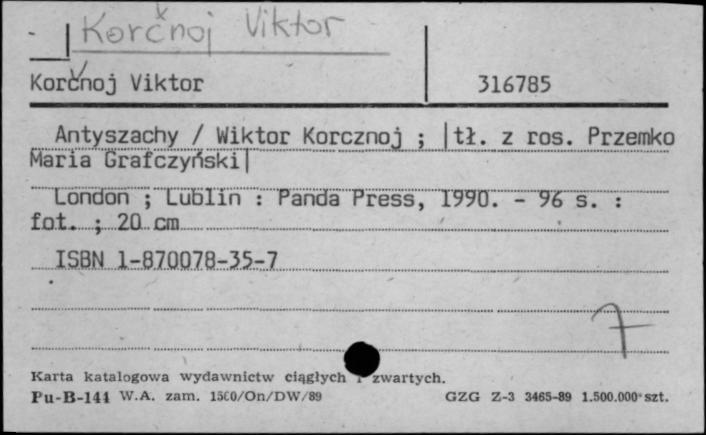 Korčnoj Viktor
Korčnoj Viktor 316785
Antyszachy / Wiktor Korcznoj ; |tł. z ros. Przemko
Maria Grafczyński|
London ; Lublin : Panda Press, 1990. - 96 s. :
fot. ; 20 cm
ISBN 1-870078-35-7
7
Karta katalogowa wydawnictw ciągłych i zwartych.
Pu-B-144 W.A. zam. 1500/On/DW/89 GZG Z-3 3465-89 1.500.000 szt.